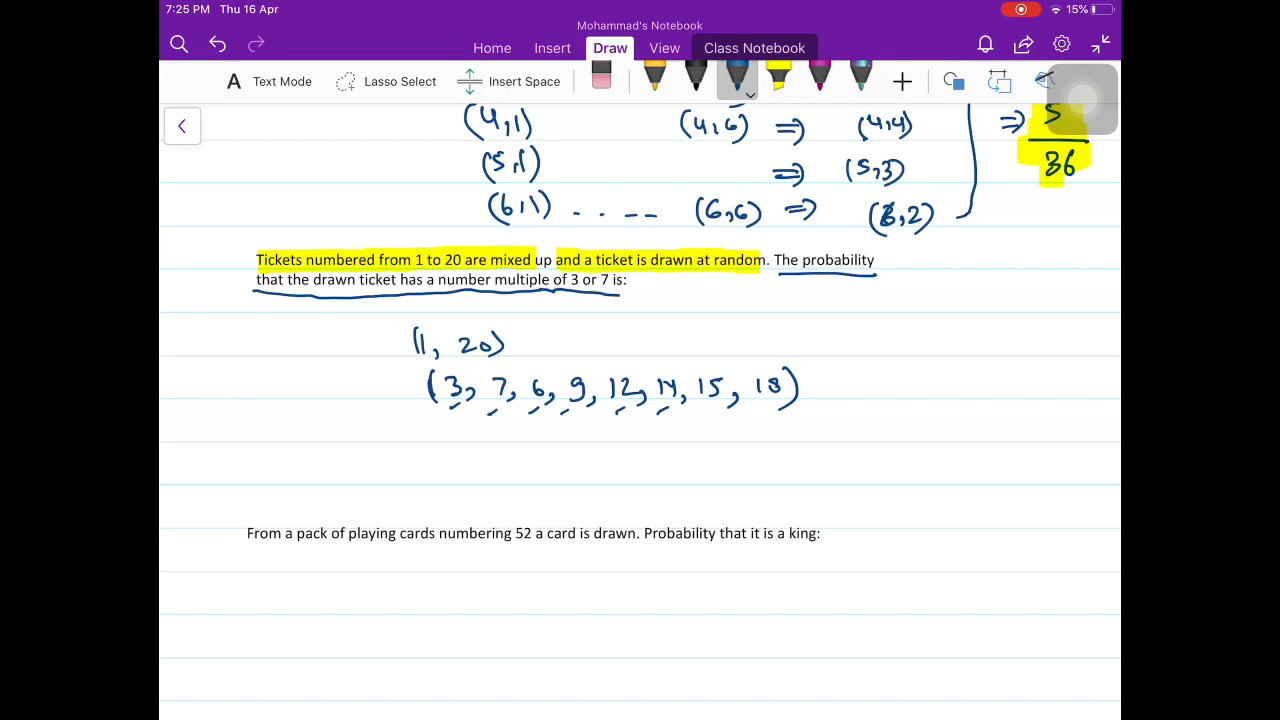 7:25 PM Thu 16 Apr
15%
Mohammad's Notebook
Home Insert Draw View Class Notebook
A Text Mode Lasso Select Insert Space
(4,1) (4,6) ⇒ (4,4) ⇒ 5
(5,1) ⇒ (5,3) 36
(6,1) ..-- (6,6) ⇒ (6,2)
Tickets numbered from 1 to 20 are mixed up and a ticket is drawn at random. The probability
that the drawn ticket has a number multiple of 3 or 7 is:
(1, 20)
(3, 7, 6, 9, 12, 14, 15, 18)
From a pack of playing cards numbering 52 a card is drawn. Probability that it is a king: